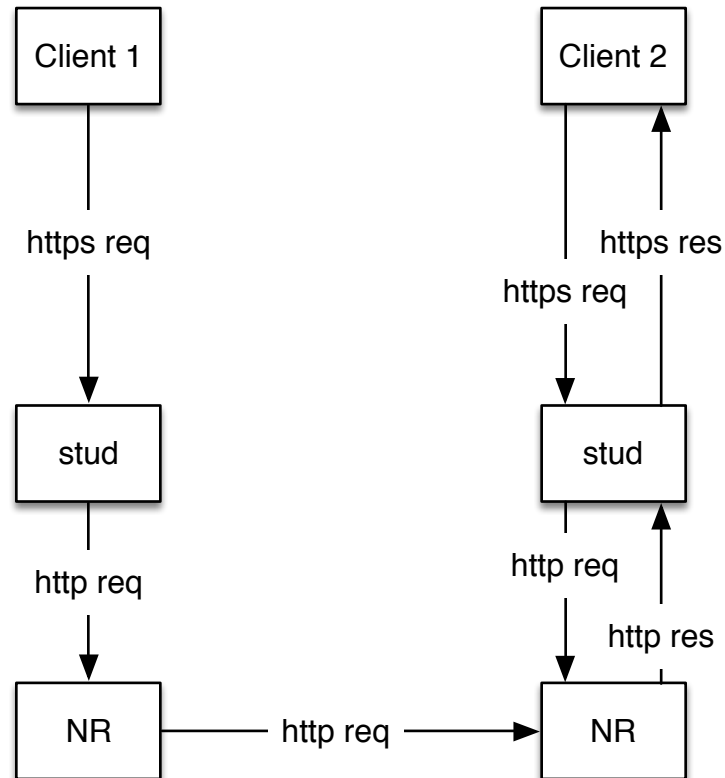 Client 1
Client 2
https req
https res
https req
stud
stud
http req
http req
http res
NR
http req
NR